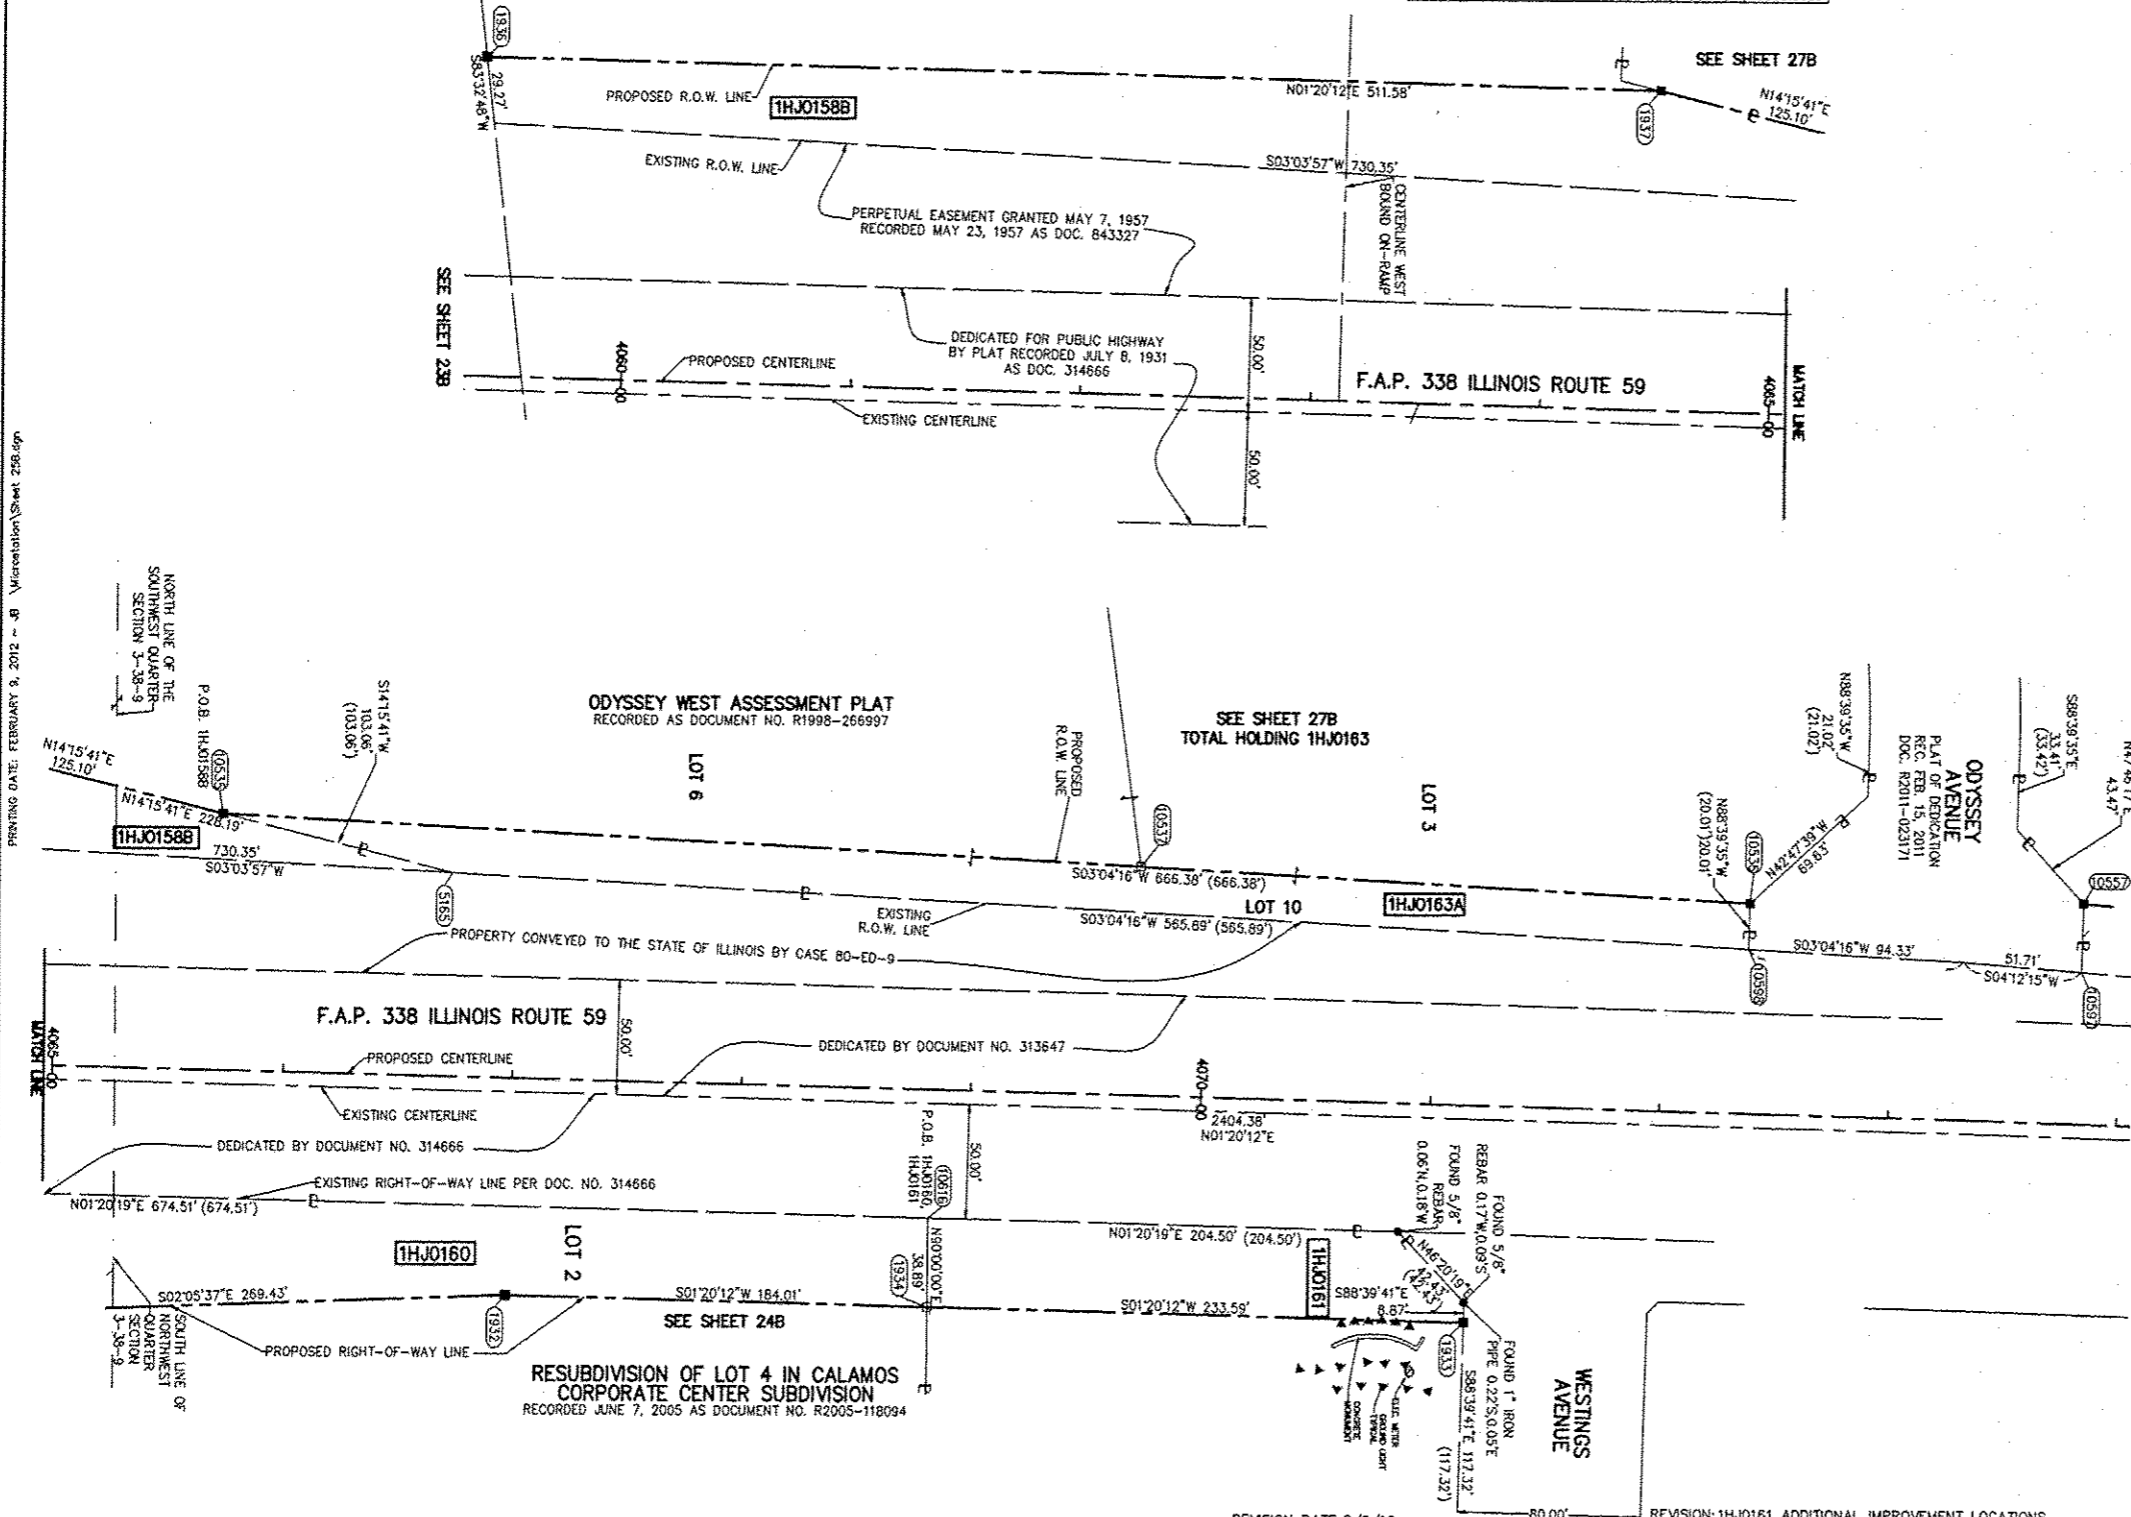 1936
29.27'
S83°32'48"W
PROPOSED R.O.W. LINE
1HJ0158B
N01°20'12"E 511.58'
1937
SEE SHEET 27B
N14°15'41"E
125.10'
EXISTING R.O.W. LINE
S03°03'57"W 730.35'
CENTERLINE WEST
BOUND ON-RAMP
PERPETUAL EASEMENT GRANTED MAY 7, 1957
RECORDED MAY 23, 1957 AS DOC. 843327
SEE SHEET 23B
DEDICATED FOR PUBLIC HIGHWAY
BY PLAT RECORDED JULY 8, 1931
AS DOC. 314666
50.00'
4060+00
PROPOSED CENTERLINE
F.A.P. 338 ILLINOIS ROUTE 59
4065+00
MATCH LINE
EXISTING CENTERLINE
50.00'
PRINTING DATE: FEBRUARY 9, 2012 ~ JB \Microstation\Sheet 25B.dgn
NORTH LINE OF THE
SOUTHWEST QUARTER
SECTION 3-38-9
P.O.B. 1HJ0158B
10535
S14°15'41"W
103.06'
(103.06')
ODYSSEY WEST ASSESSMENT PLAT
RECORDED AS DOCUMENT NO. R1998-266997
LOT 6
PROPOSED
R.O.W. LINE
SEE SHEET 27B
TOTAL HOLDING 1HJ0163
10537
LOT 3
N88°39'35"W
21.02'
(21.02')
N88°39'35"W
(20.01')20.01'
N42°47'39"W
69.63'
ODYSSEY
AVENUE
PLAT OF DEDICATION
REC. FEB. 15, 2011
DOC. R2011-023171
S88°39'35"E
33.41'
(33.42')
43.47'
10557
N14°15'41"E
125.10'
N14°15'41"E 228.19'
1HJ0158B
730.35'
S03°03'57"W
5165
S03°04'16"W 666.38' (666.38')
LOT 10
1HJ0163A
EXISTING
R.O.W. LINE
S03°04'16"W 565.89' (565.89')
PROPERTY CONVEYED TO THE STATE OF ILLINOIS BY CASE 80-ED-9
10598
S03°04'16"W 94.33'
51.71'
S04°12'15"W
10597
F.A.P. 338 ILLINOIS ROUTE 59
50.00'
DEDICATED BY DOCUMENT NO. 313647
MATCH LINE
4065+00
PROPOSED CENTERLINE
EXISTING CENTERLINE
4070+00
2404.38'
N01°20'12"E
DEDICATED BY DOCUMENT NO. 314666
P.O.B. 1HJ0160,
1HJ0161
10616
50.00'
EXISTING RIGHT-OF-WAY LINE PER DOC. NO. 314666
N01°20'19"E 674.51' (674.51')
N90°00'00"E
38.89'
1934
N01°20'19"E 204.50' (204.50')
1HJ0161
FOUND 5/8"
REBAR
0.06'N,0.18'W
FOUND 5/8"
REBAR 0.17'W,0.09'S
N46°20'19"E
42.43'
(42.43')
1HJ0160
LOT 2
S02°05'37"E 269.43'
1932
S01°20'12"W 184.01'
SEE SHEET 24B
S01°20'12"W 233.59'
S88°39'41"E
8.87'
1933
FOUND 1" IRON
PIPE 0.22'S,0.05'E
S88°39'41"E 117.32'
(117.32')
WESTINGS
AVENUE
SOUTH LINE OF
NORTHWEST
QUARTER
SECTION
3-38-9
PROPOSED RIGHT-OF-WAY LINE
RESUBDIVISION OF LOT 4 IN CALAMOS
CORPORATE CENTER SUBDIVISION
RECORDED JUNE 7, 2005 AS DOCUMENT NO. R2005-118094
ELEC. METER
GROUND LIGHT
TYPICAL
CONCRETE
MONUMENT
80.00'
REVISION: 1HJ0161 ADDITIONAL IMPROVEMENT LOCATIONS